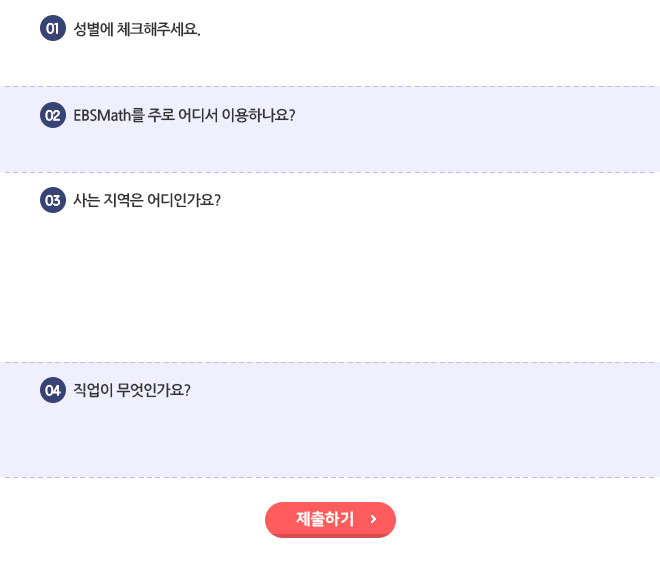 01 성별에 체크해주세요.
02 EBSMath를 주로 어디서 이용하나요?
03 사는 지역은 어디인가요?
04 직업이 무엇인가요?
제출하기 >